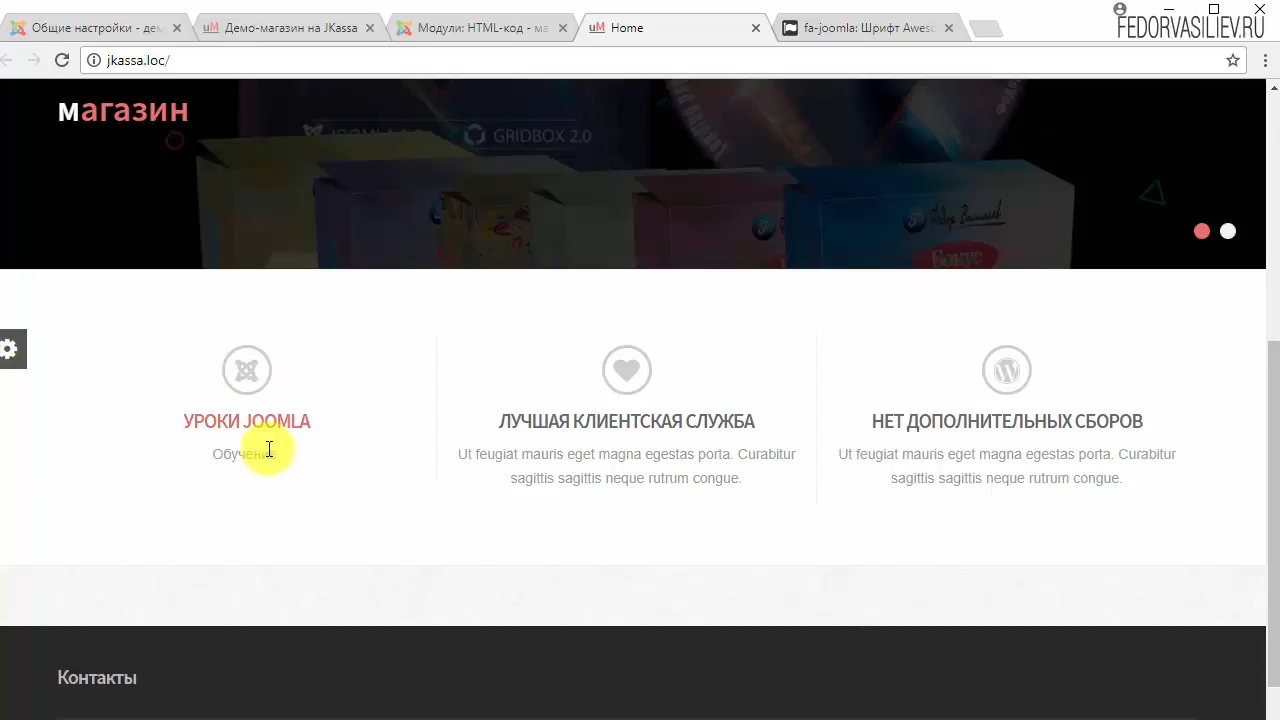 Общие настройки - дем
Демо-магазин на JKassa
Модули: HTML-код - ма
Home
fa-joomla: Шрифт Aweso
FEDORVASILIEV.RU
jkassa.loc/
магазин
GRIDBOX 2.0
Бонус
УРОКИ JOOMLA
Обучение
ЛУЧШАЯ КЛИЕНТСКАЯ СЛУЖБА
Ut feugiat mauris eget magna egestas porta. Curabitur
sagittis sagittis neque rutrum congue.
НЕТ ДОПОЛНИТЕЛЬНЫХ СБОРОВ
Ut feugiat mauris eget magna egestas porta. Curabitur
sagittis sagittis neque rutrum congue.
Контакты